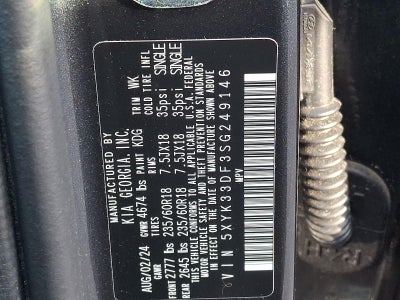 MANUFACTURED BY
KIA GEORGIA, INC.
PAINT KDG TRIM WK
AUG/02/24 GVWR 4674 lbs
GAWR TIRES RIMS COLD TIRE INFL
FRONT 2777 lbs 235/60R18 7.5JX18 35psi SINGLE
REAR 2645 lbs 235/60R18 7.5JX18 35psi SINGLE
THIS VEHICLE CONFORMS TO ALL APPLICABLE U.S.A. FEDERAL
MOTOR VEHICLE SAFETY AND THEFT PREVENTION STANDARDS
IN EFFECT ON THE DATE OF MANUFACTURE SHOWN ABOVE
VIN 5XYK33DF3SG249146
MPV